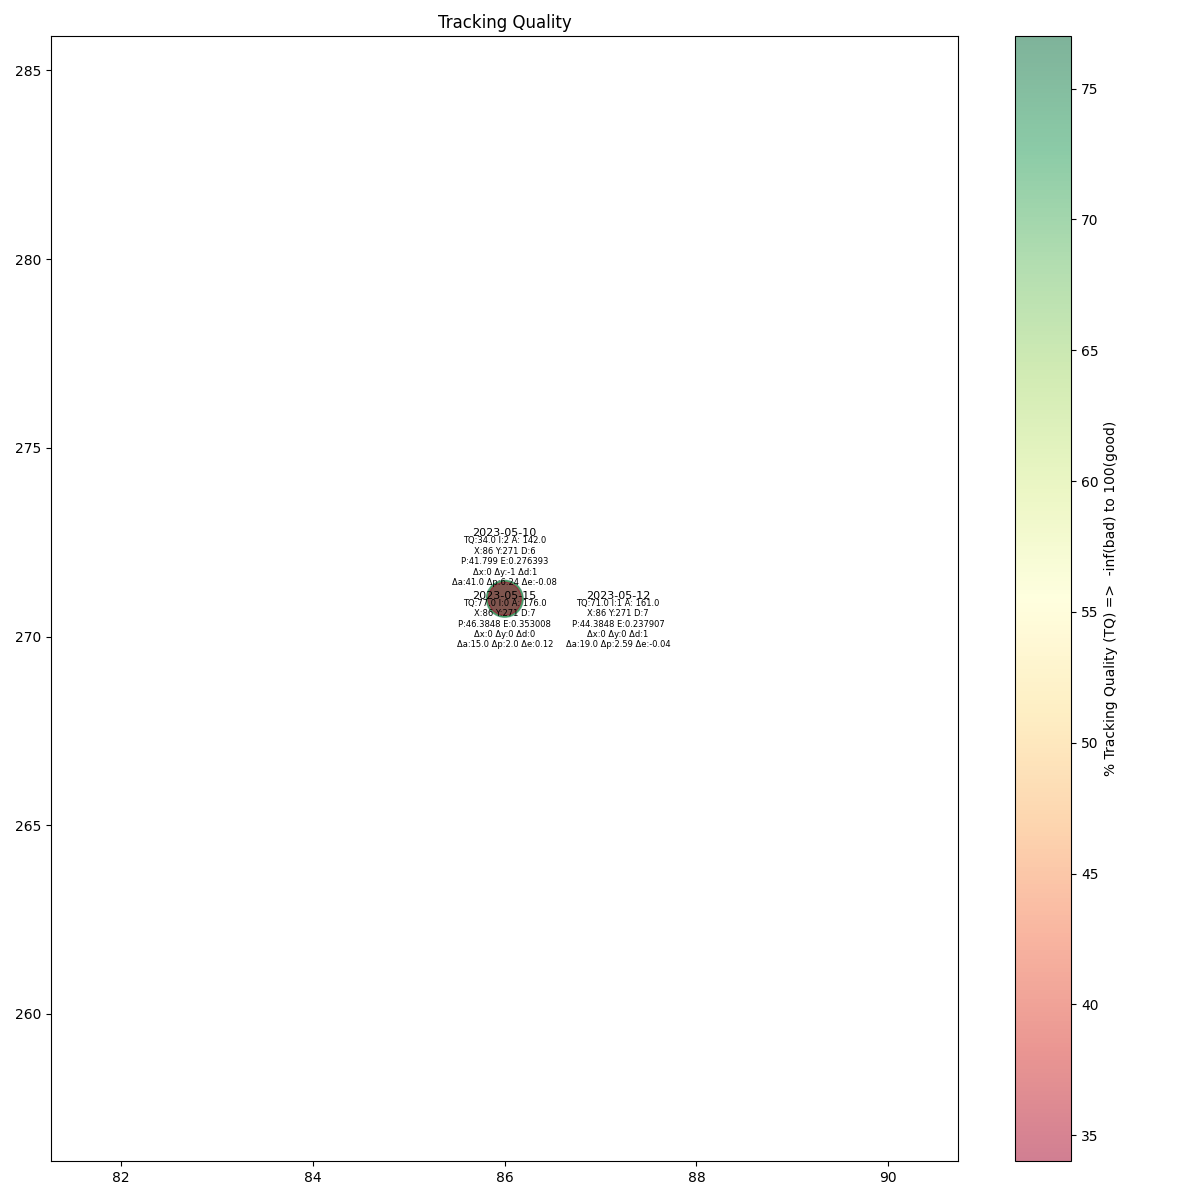 Tracking Quality
285
280
275
270
265
260
82
84
86
88
90
2023-05-10
TQ:34.0 I:2 A: 142.0
X:86 Y:271 D:6
P:41.799 E:0.276393
Δx:0 Δy:-1 Δd:1
Δa:41.0 Δp:6.24 Δe:-0.08
2023-05-15
TQ:77.0 I:0 A: 176.0
X:86 Y:271 D:7
P:46.3848 E:0.353008
Δx:0 Δy:0 Δd:0
Δa:15.0 Δp:2.0 Δe:0.12
2023-05-12
TQ:71.0 I:1 A: 161.0
X:86 Y:271 D:7
P:44.3848 E:0.237907
Δx:0 Δy:0 Δd:1
Δa:19.0 Δp:2.59 Δe:-0.04
75
70
65
60
55
50
45
40
35
% Tracking Quality (TQ) => -inf(bad) to 100(good)